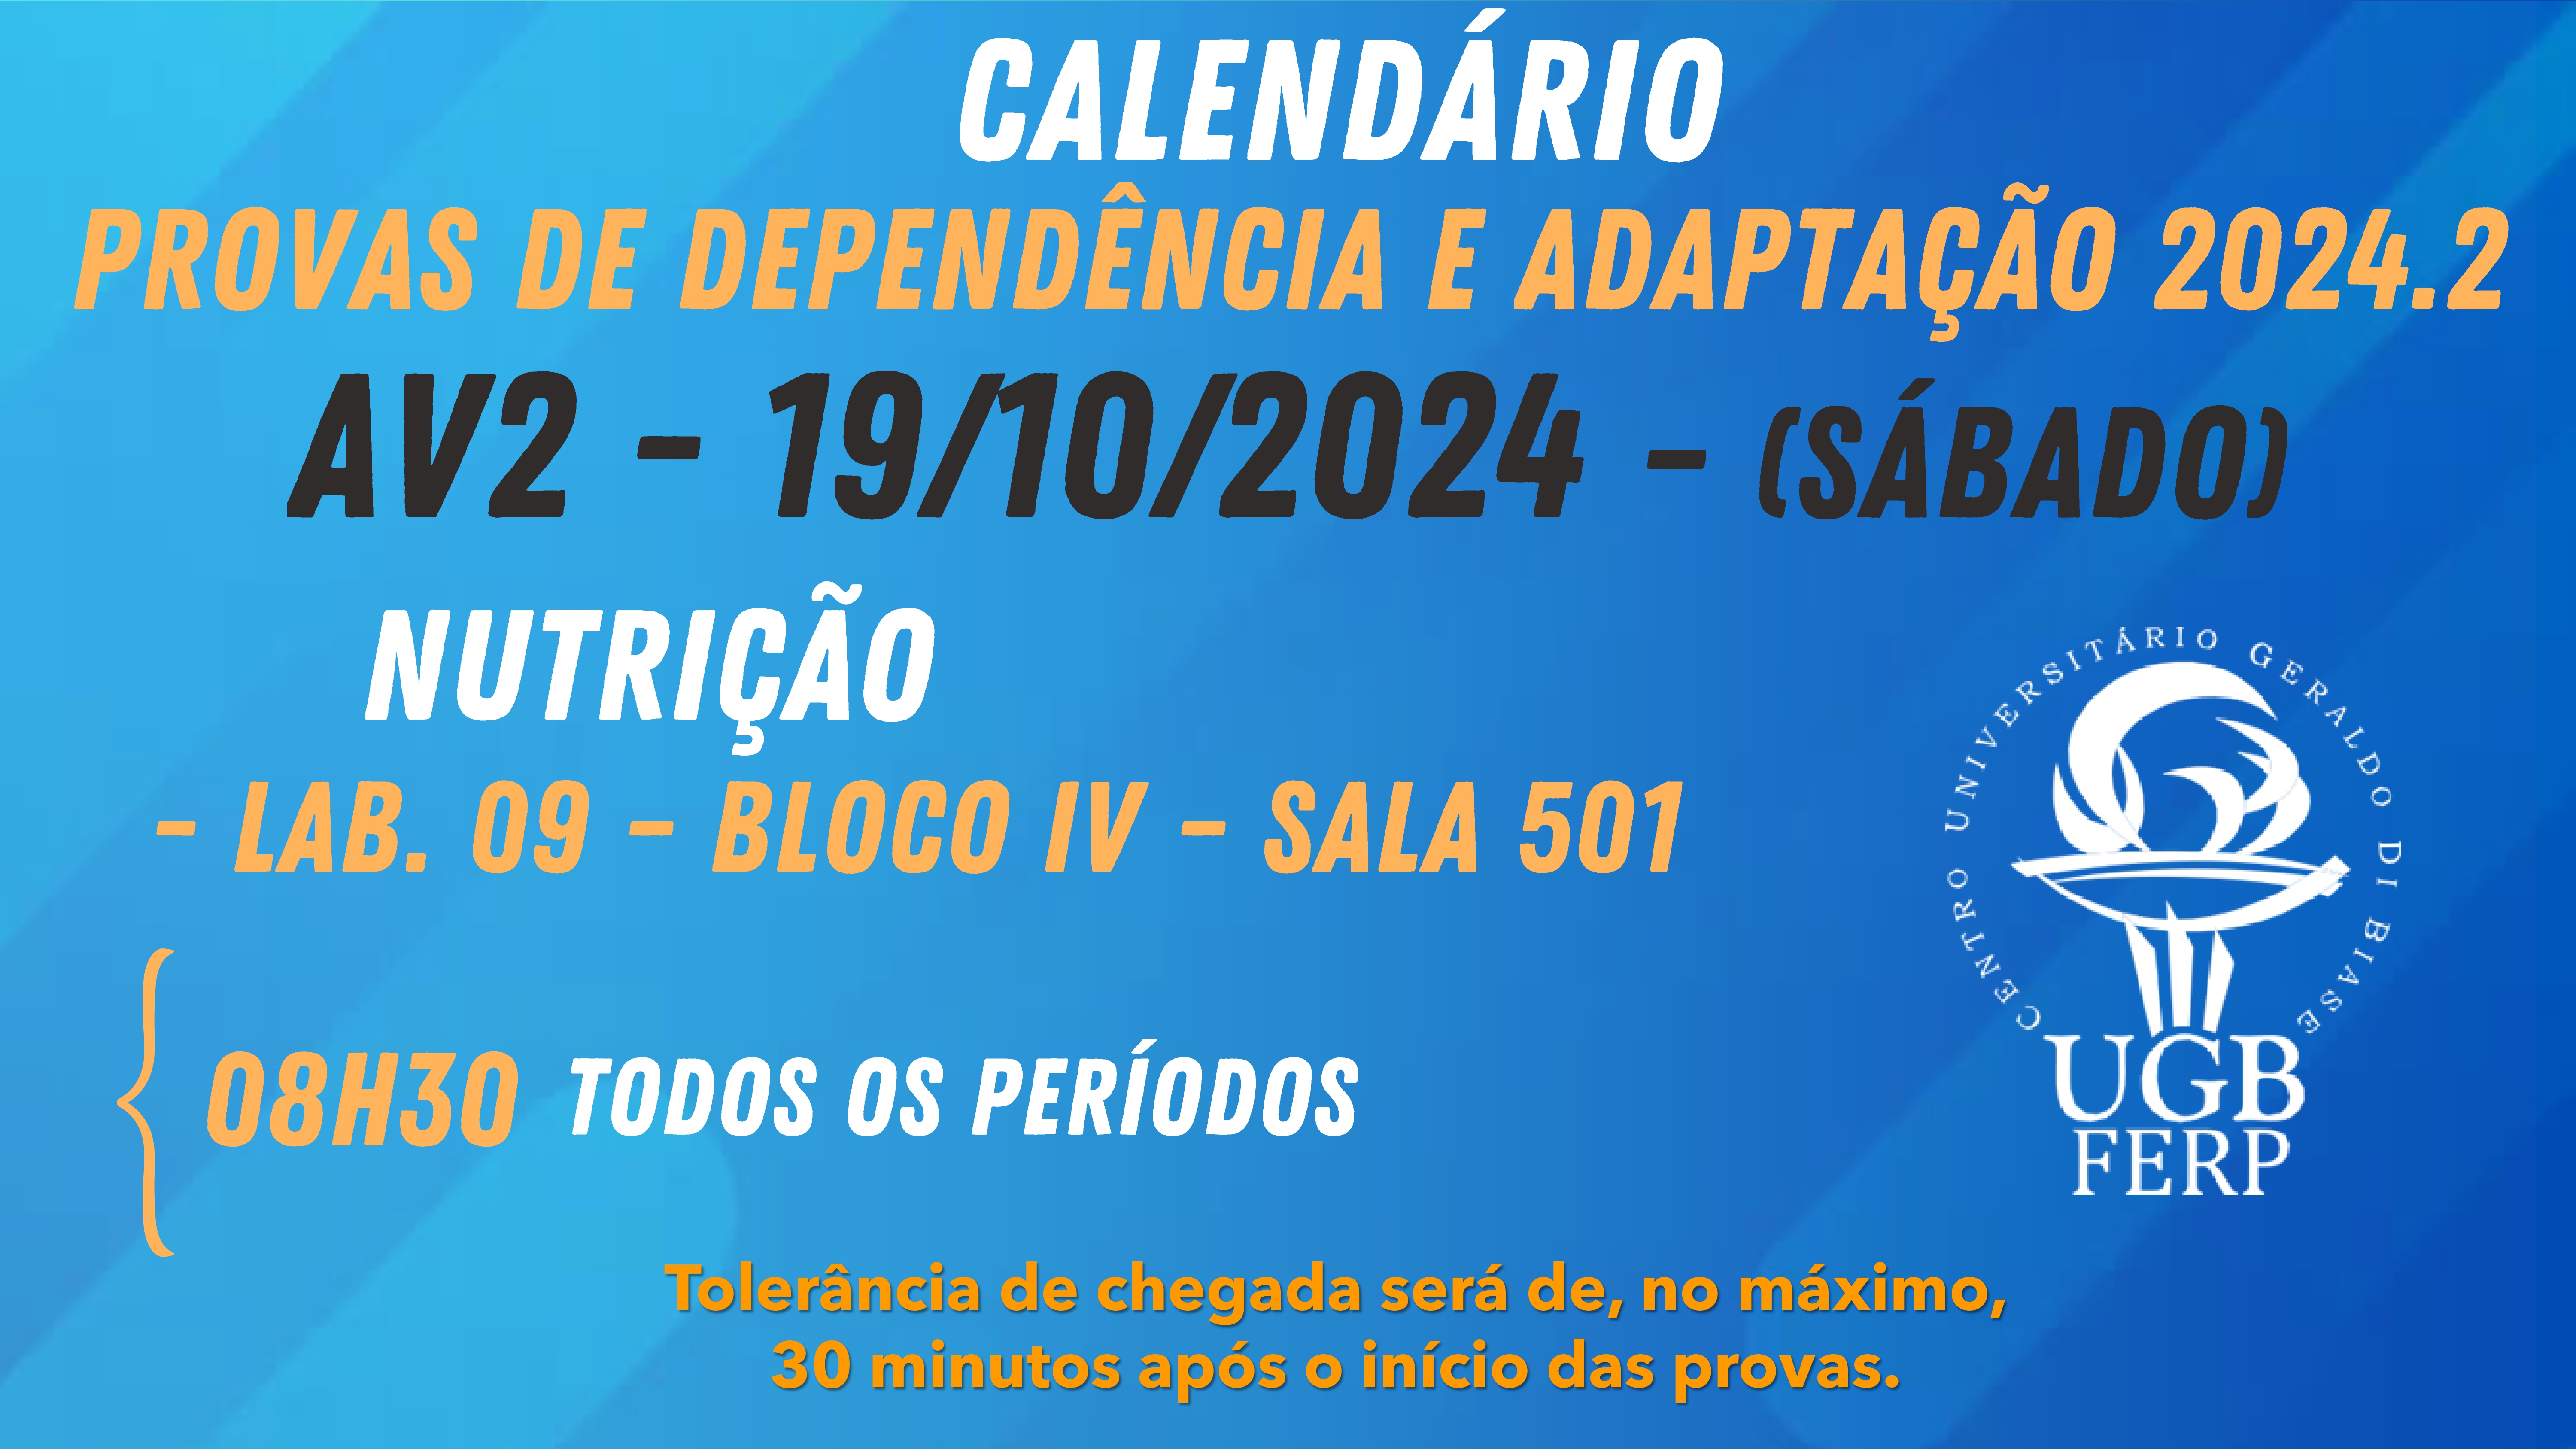 CALENDÁRIO
PROVAS DE DEPENDÊNCIA E ADAPTAÇÃO 2024.2
AV2 - 19/10/2024 - (SÁBADO)
NUTRIÇÃO
- LAB. 09 - BLOCO IV - SALA 501
08H30 TODOS OS PERÍODOS
CENTRO UNIVERSITÁRIO GERALDO DI BIASE
UGB
FERP
Tolerância de chegada será de, no máximo,
30 minutos após o início das provas.